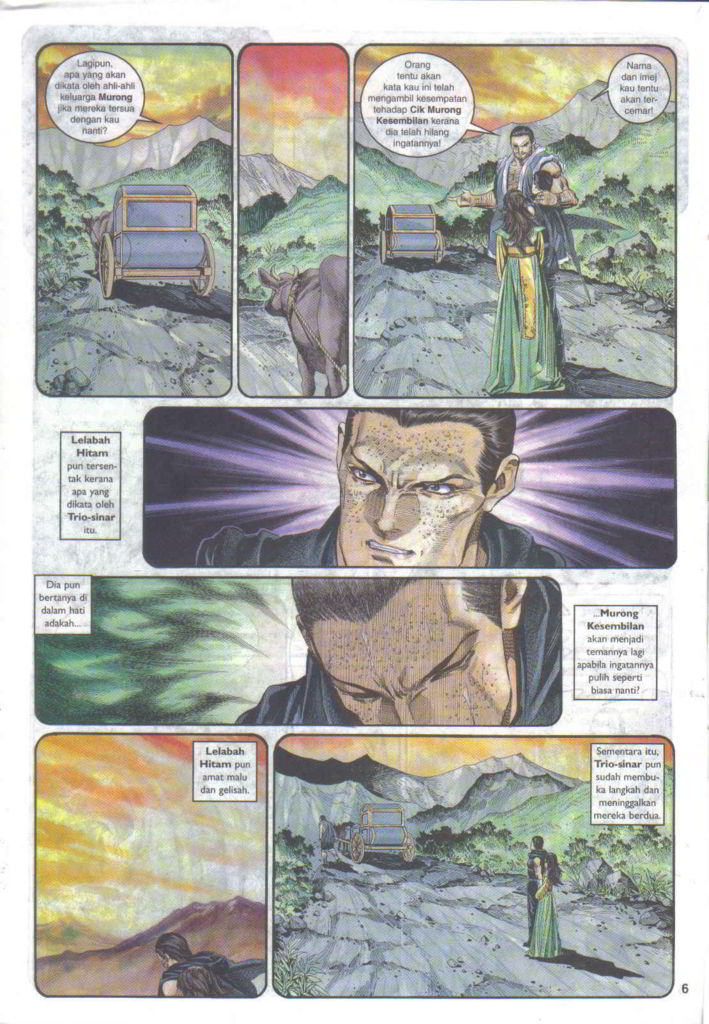 Lagipun,
apa yang akan
dikata oleh ahli-ahli
keluarga Murong
jika mereka tersua
dengan kau
nanti?
Orang
tentu akan
kata kau ini telah
mengambil kesempatan
terhadap Cik Murong
Kesembilan kerana
dia telah hilang
ingatannya!
Nama
dan imej
kau tentu
akan ter-
cemar!
Lelabah
Hitam
pun tersen-
tak kerana
apa yang
dikata oleh
Trio-sinar
itu.
Dia pun
bertanya di
dalam hati
adakah...
...Murong
Kesembilan
akan menjadi
temannya lagi
apabila ingatannya
pulih seperti
biasa nanti?
Lelabah
Hitam pun
amat malu
dan gelisah.
Sementara itu,
Trio-sinar pun
sudah membu-
ka langkah dan
meninggalkan
mereka berdua.
6